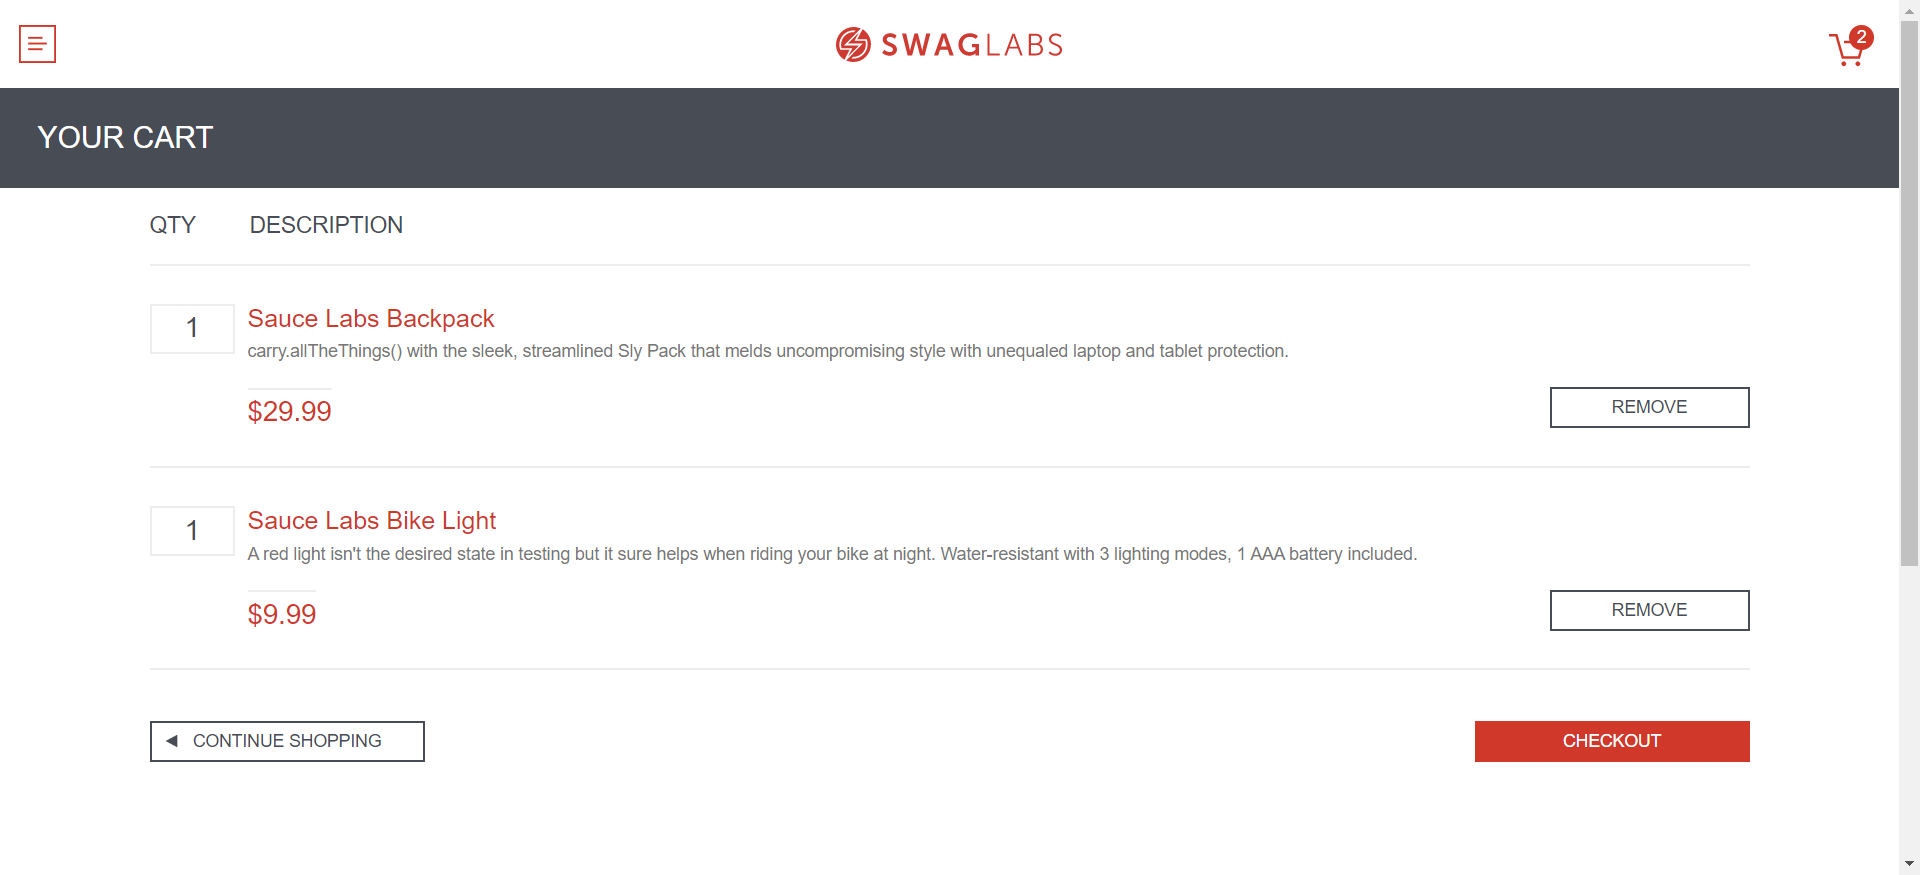 SWAGLABS
2
YOUR CART
QTY DESCRIPTION
1
Sauce Labs Backpack
carry.allTheThings() with the sleek, streamlined Sly Pack that melds uncompromising style with unequaled laptop and tablet protection.
$29.99
REMOVE
1
Sauce Labs Bike Light
A red light isn't the desired state in testing but it sure helps when riding your bike at night. Water-resistant with 3 lighting modes, 1 AAA battery included.
$9.99
REMOVE
CONTINUE SHOPPING
CHECKOUT